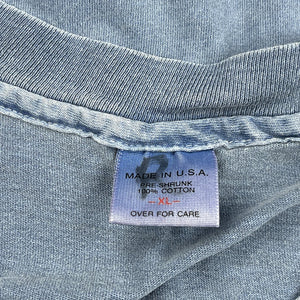 MADE IN U.S.A.
PRE-SHRUNK
100% COTTON
—XL—
OVER FOR CARE